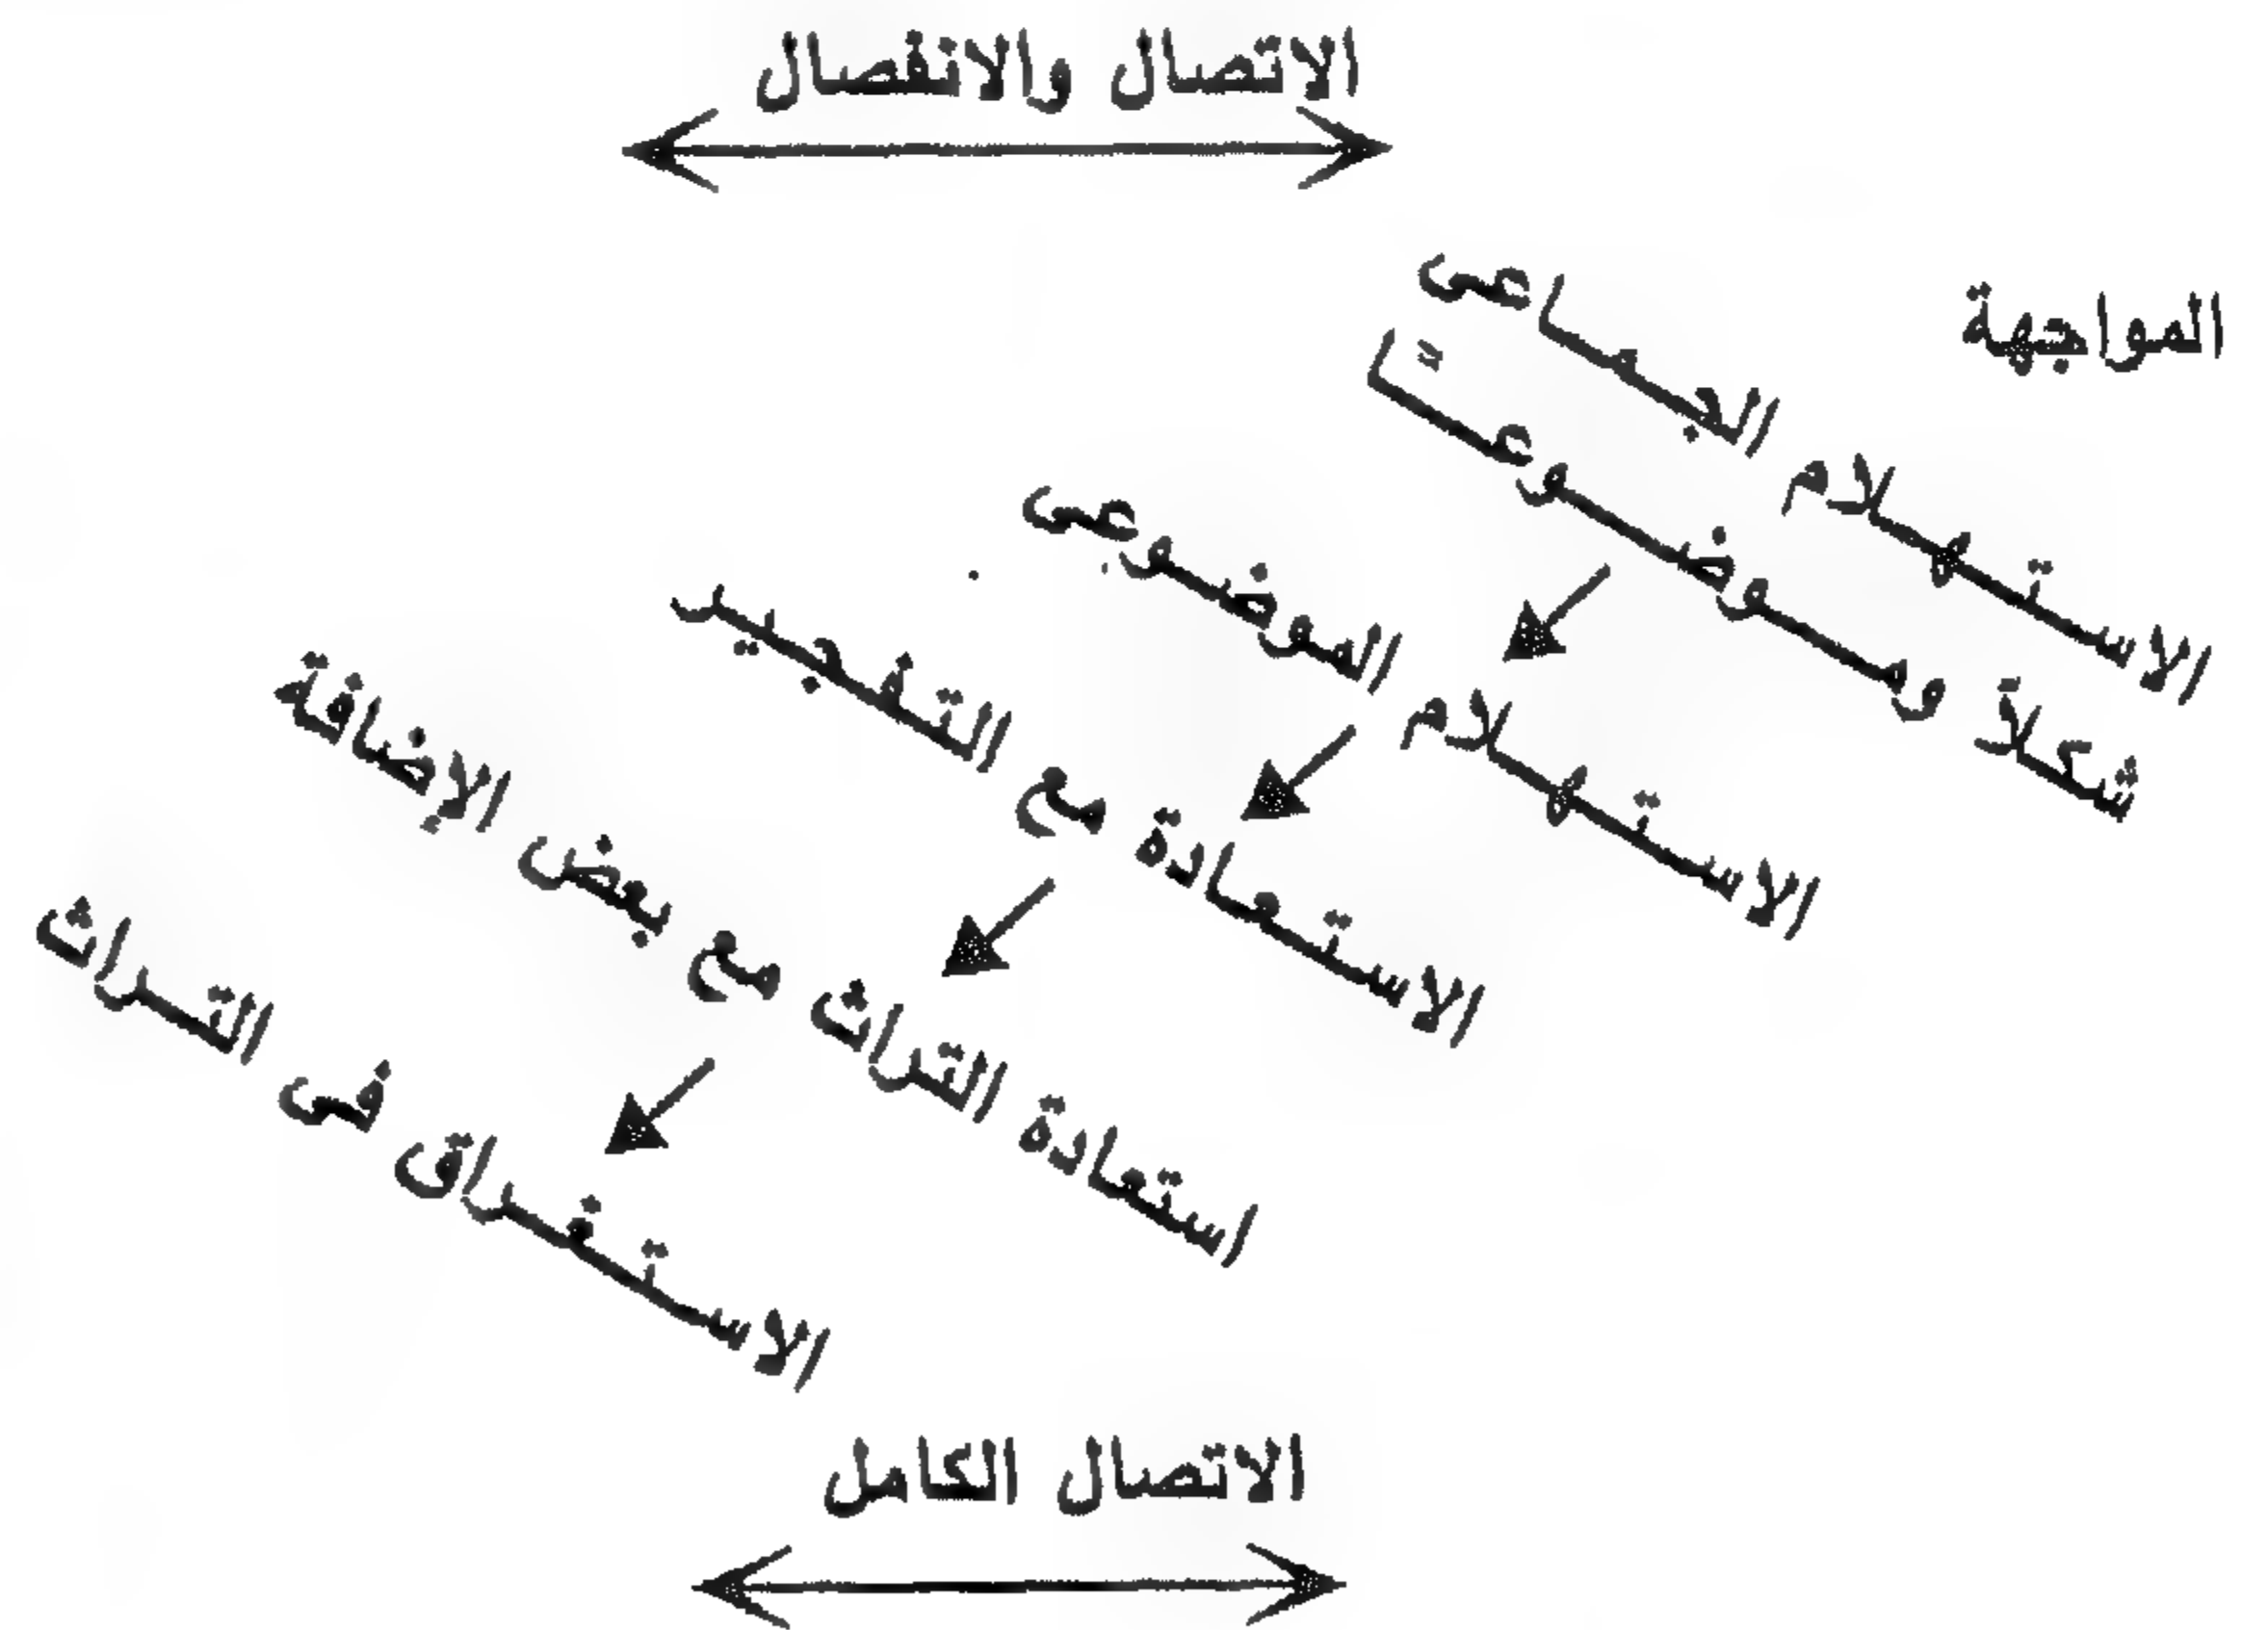 الاتصال والانفصال
المواجهة
الاستهلام الجماعى
شكلاً وموضوعاً
الاستهلام الموضوعى
الاستعادة مع التفجير
استعادة التراث مع بعض الإضافة
الاستغراق فى التراث
الاتصال الكامل